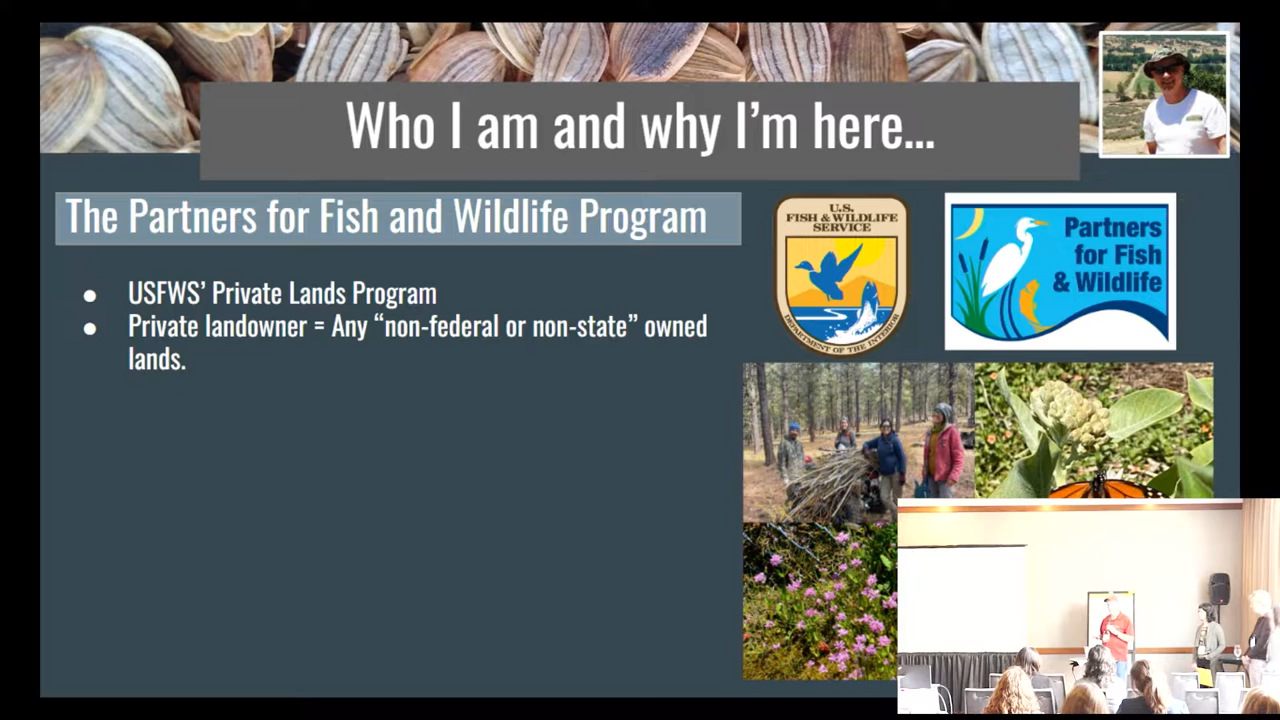 Who I am and why I'm here...
The Partners for Fish and Wildlife Program
● USFWS' Private Lands Program
● Private landowner = Any “non-federal or non-state” owned
lands.
U.S.
FISH & WILDLIFE
SERVICE
DEPARTMENT OF THE INTERIOR
Partners
for Fish
& Wildlife